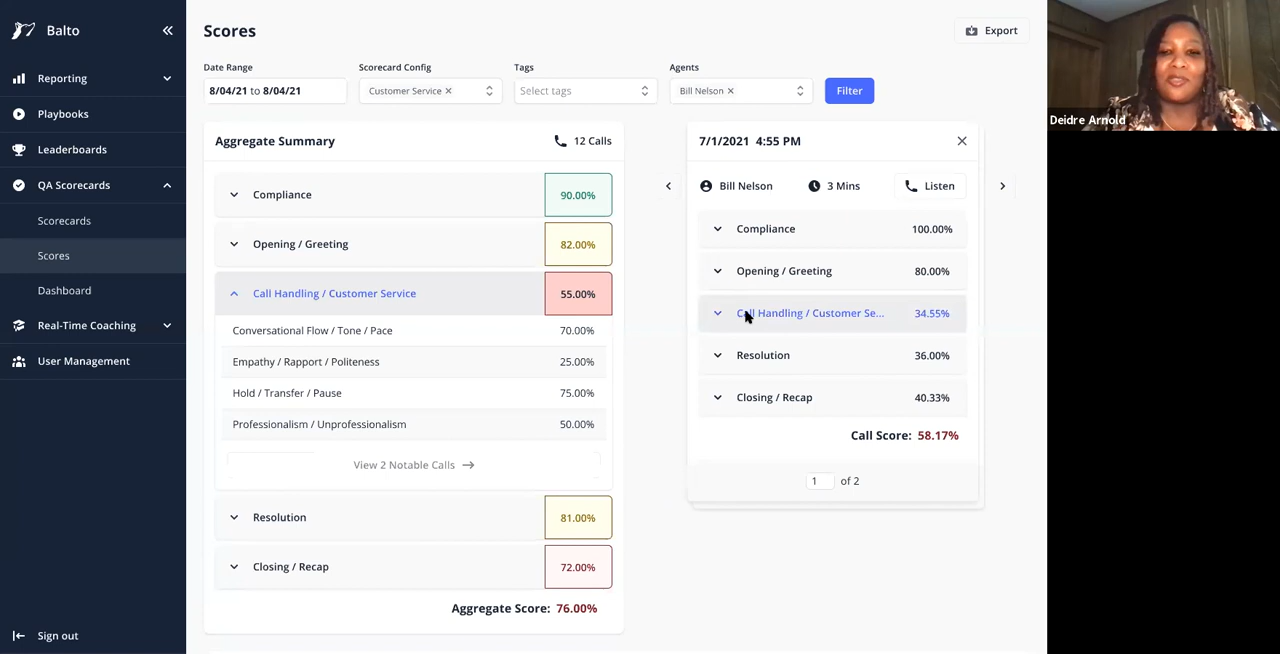 Balto
Reporting
Playbooks
Leaderboards
QA Scorecards
Scorecards
Scores
Dashboard
Real-Time Coaching
User Management
Sign out
Scores
Export
Date Range
8/04/21 to 8/04/21
Scorecard Config
Customer Service ×
Tags
Select tags
Agents
Bill Nelson ×
Filter
Aggregate Summary
12 Calls
Compliance 90.00%
Opening / Greeting 82.00%
Call Handling / Customer Service 55.00%
Conversational Flow / Tone / Pace 70.00%
Empathy / Rapport / Politeness 25.00%
Hold / Transfer / Pause 75.00%
Professionalism / Unprofessionalism 50.00%
View 2 Notable Calls →
Resolution 81.00%
Closing / Recap 72.00%
Aggregate Score: 76.00%
7/1/2021 4:55 PM
Bill Nelson 3 Mins Listen
Compliance 100.00%
Opening / Greeting 80.00%
Call Handling / Customer Se... 34.55%
Resolution 36.00%
Closing / Recap 40.33%
Call Score: 58.17%
1 of 2
Deidre Arnold